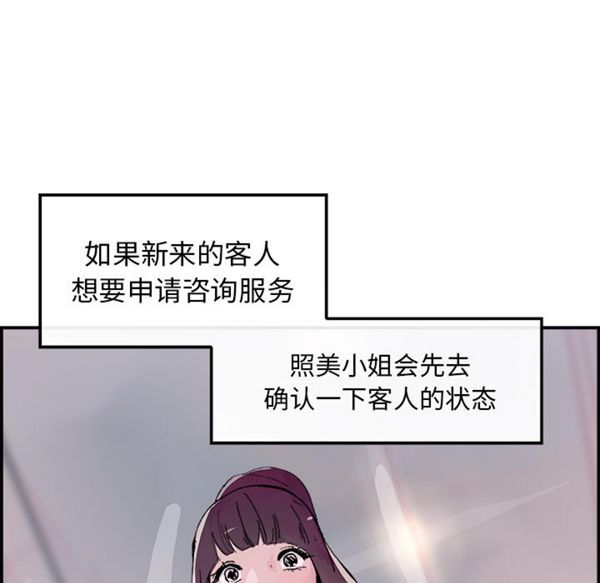 如果新来的客人
想要申请咨询服务
照美小姐会先去
确认一下客人的状态